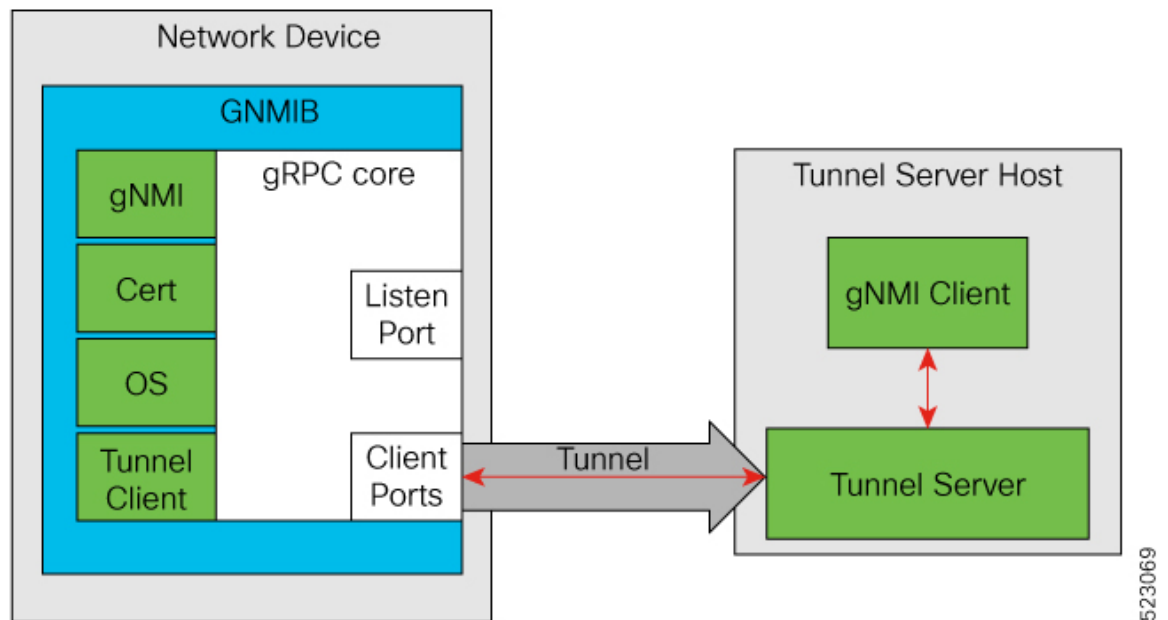 Network Device
GNMIB
gNMI
gRPC core
Cert
Listen
Port
OS
Tunnel
Client
Client
Ports
Tunnel
Tunnel Server Host
gNMI Client
Tunnel Server
523069